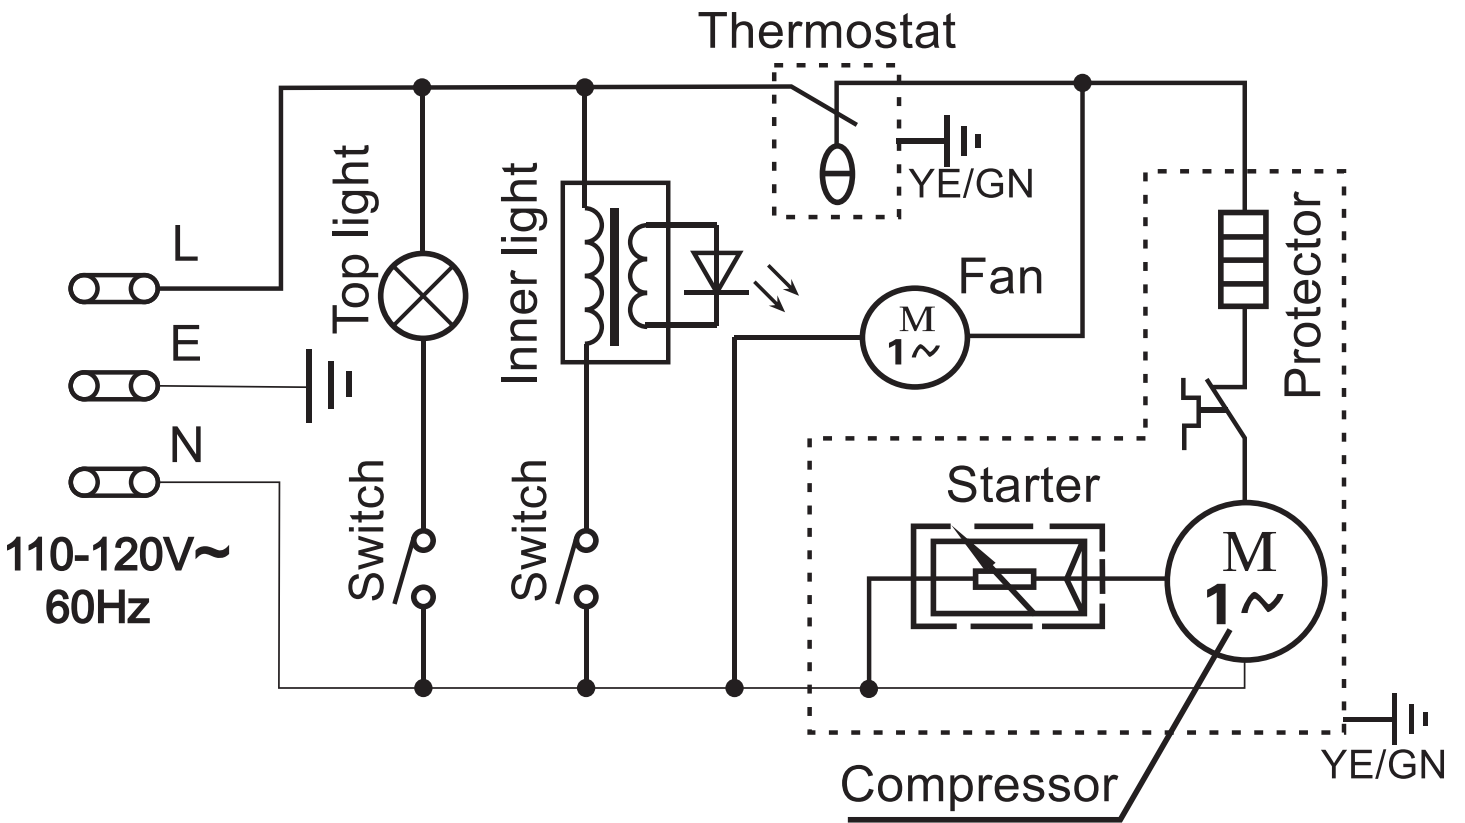 Thermostat
YE/GN
Top light
Inner light
L
E
N
110-120V~
60Hz
Fan
M
1~
Protector
Switch
Switch
Starter
M
1~
Compressor
YE/GN